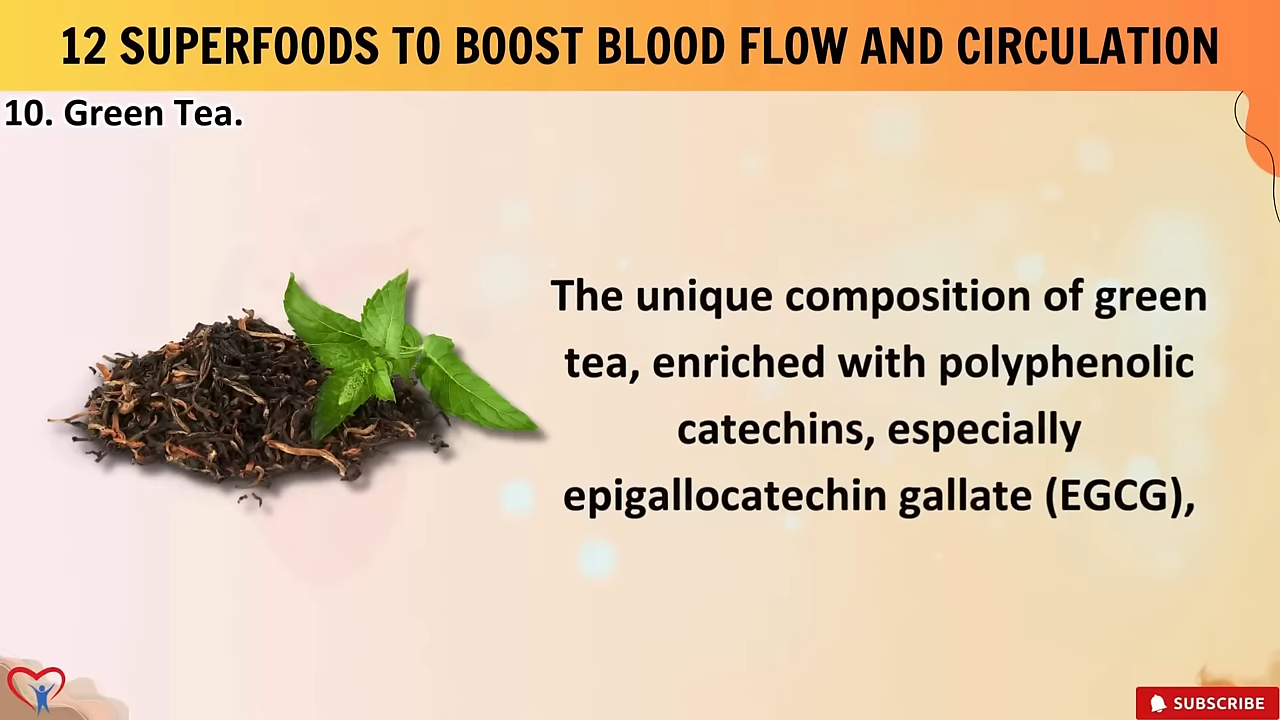 12 SUPERFOODS TO BOOST BLOOD FLOW AND CIRCULATION
10. Green Tea.
The unique composition of green
tea, enriched with polyphenolic
catechins, especially
epigallocatechin gallate (EGCG),
SUBSCRIBE